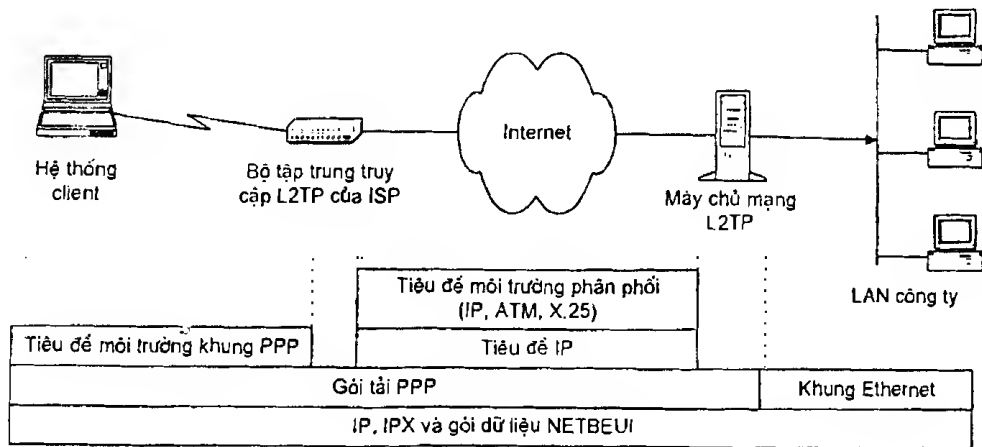 Internet
Hệ thống
client
Bộ tập trung truy
cập L2TP của ISP
Máy chủ mạng
L2TP
LAN công ty
Tiêu đề môi trường phân phối
(IP, ATM, X.25)
Tiêu đề môi trường khung PPP
Tiêu đề IP
Gói tải PPP
Khung Ethernet
IP, IPX và gói dữ liệu NETBEUI